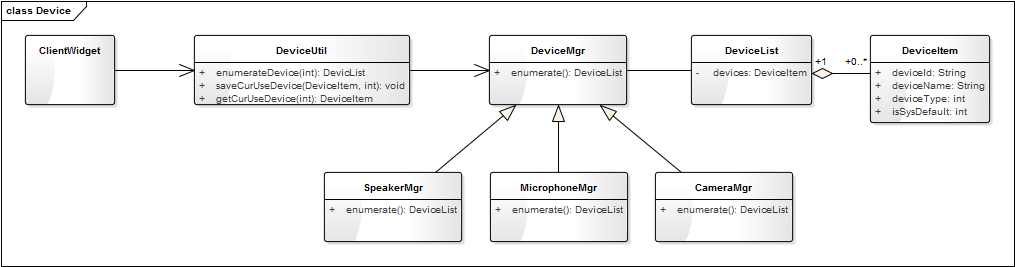 class Device
ClientWidget
DeviceUtil
+ enumerateDevice(int): DevicList
+ saveCurUseDevice(DeviceItem, int): void
+ getCurUseDevice(int): DeviceItem
DeviceMgr
+ enumerate(): DeviceList
DeviceList
- devices: DeviceItem
+1
+0..*
DeviceItem
+ deviceId: String
+ deviceName: String
+ deviceType: int
+ isSysDefault: int
SpeakerMgr
+ enumerate(): DeviceList
MicrophoneMgr
+ enumerate(): DeviceList
CameraMgr
+ enumerate(): DeviceList